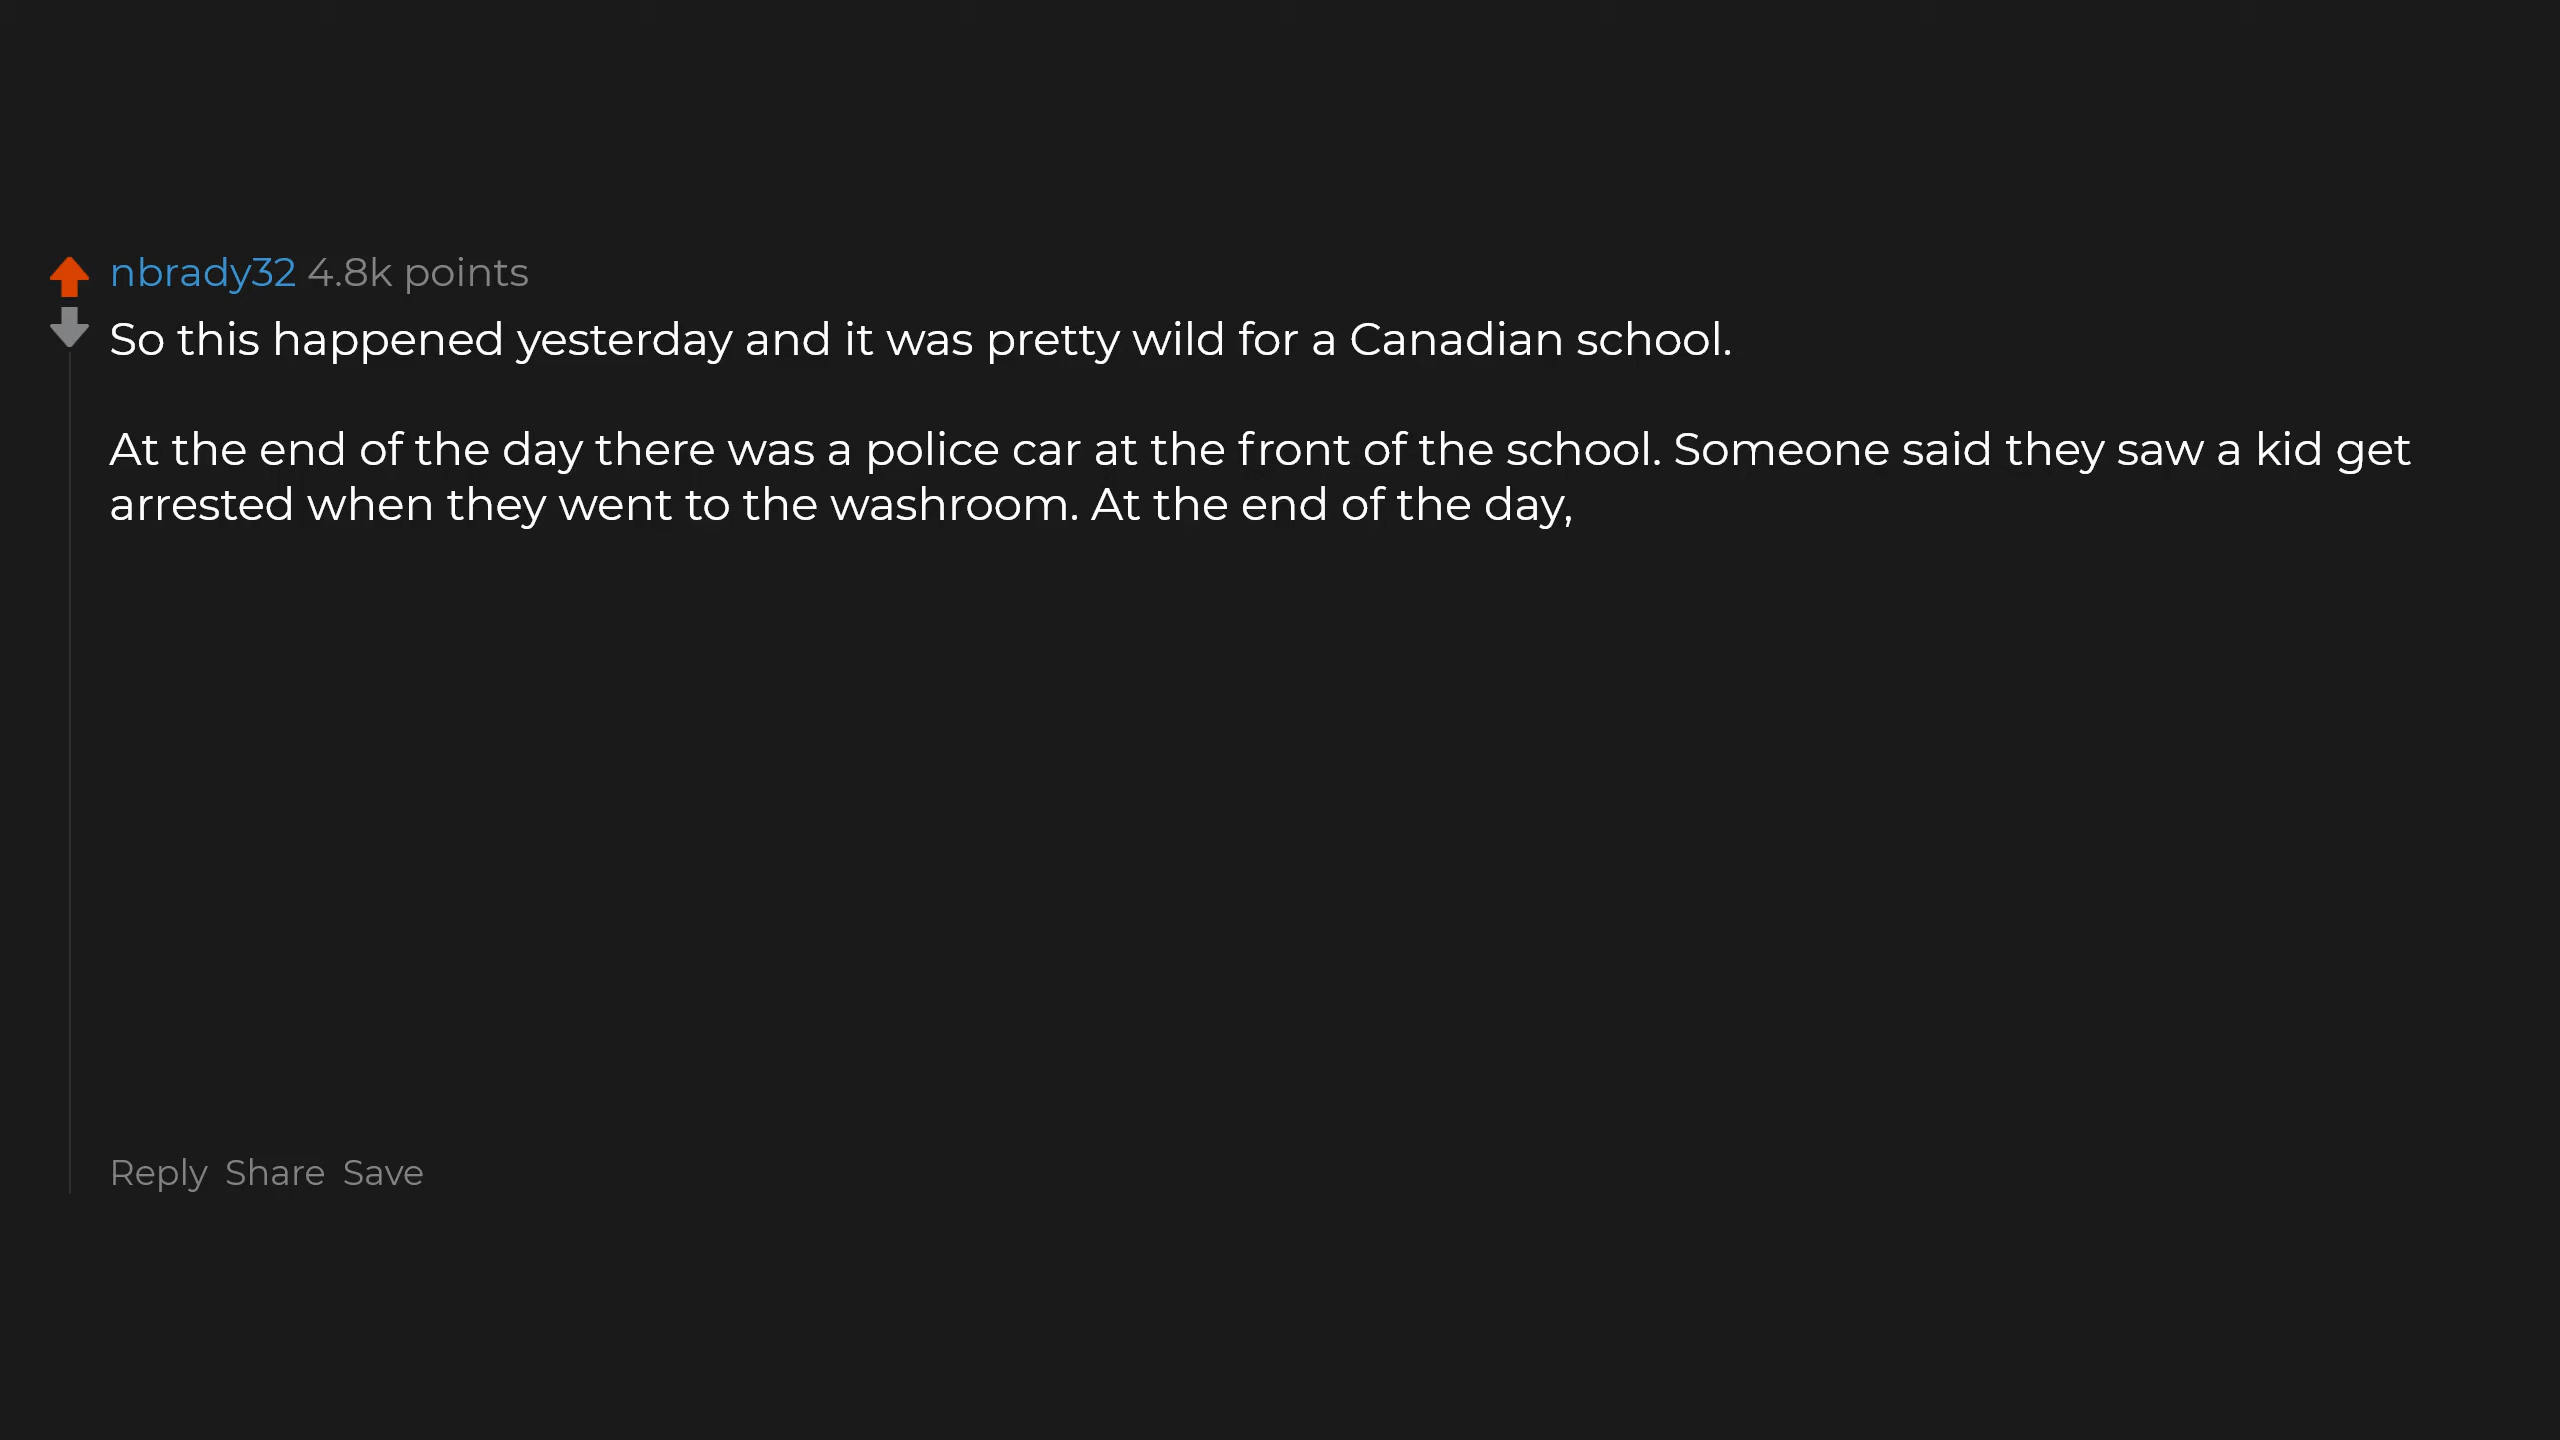 nbrady32 4.8k points
So this happened yesterday and it was pretty wild for a Canadian school.
At the end of the day there was a police car at the front of the school. Someone said they saw a kid get
arrested when they went to the washroom. At the end of the day,
Reply Share Save